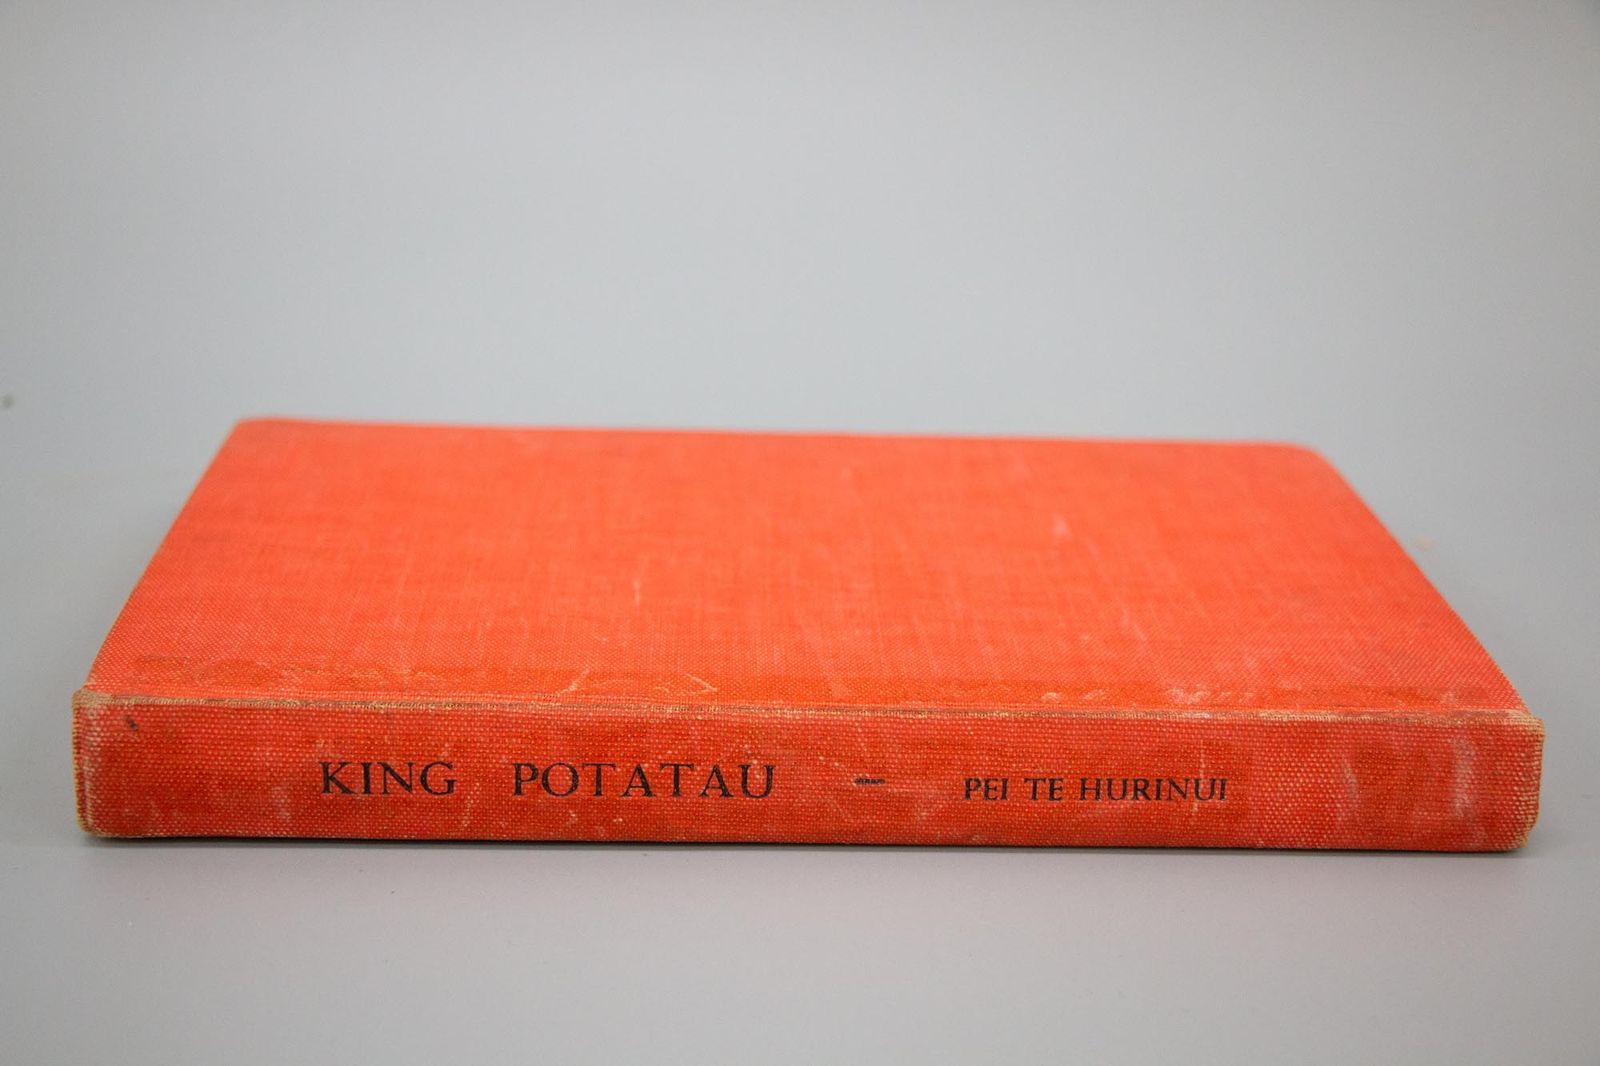 KING POTATAU — PEI TE HURINUI